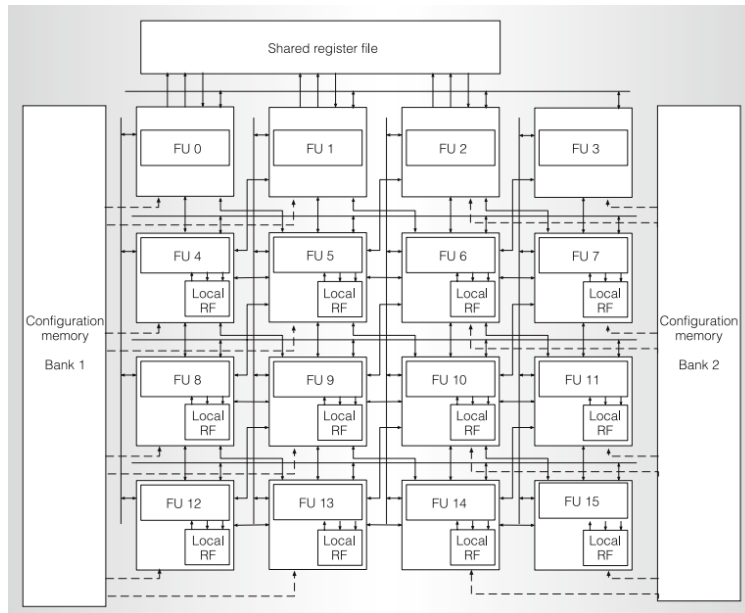 Shared register file
FU 0
FU 1
FU 2
FU 3
FU 4
FU 5
FU 6
FU 7
Local
RF
Local
RF
Local
RF
Local
RF
Configuration
memory
Bank 1
Configuration
memory
Bank 2
FU 8
FU 9
FU 10
FU 11
Local
RF
Local
RF
Local
RF
Local
RF
FU 12
FU 13
FU 14
FU 15
Local
RF
Local
RF
Local
RF
Local
RF